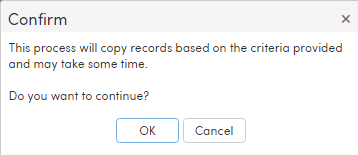 Confirm
This process will copy records based on the criteria provided
and may take some time.
Do you want to continue?
OK
Cancel